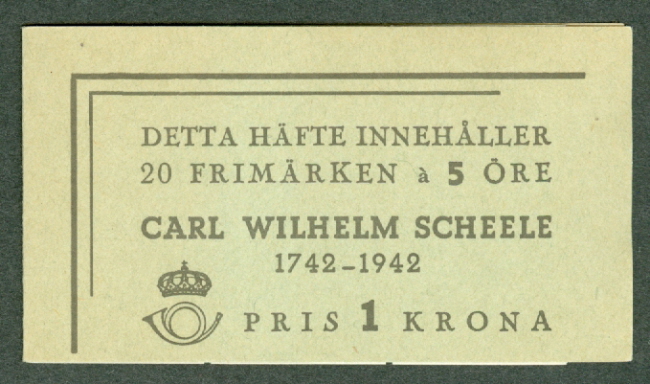 DETTA HÄFTE INNEHÅLLER
20 FRIMÄRKEN à 5 ÖRE
CARL WILHELM SCHEELE
1742–1942
PRIS 1 KRONA